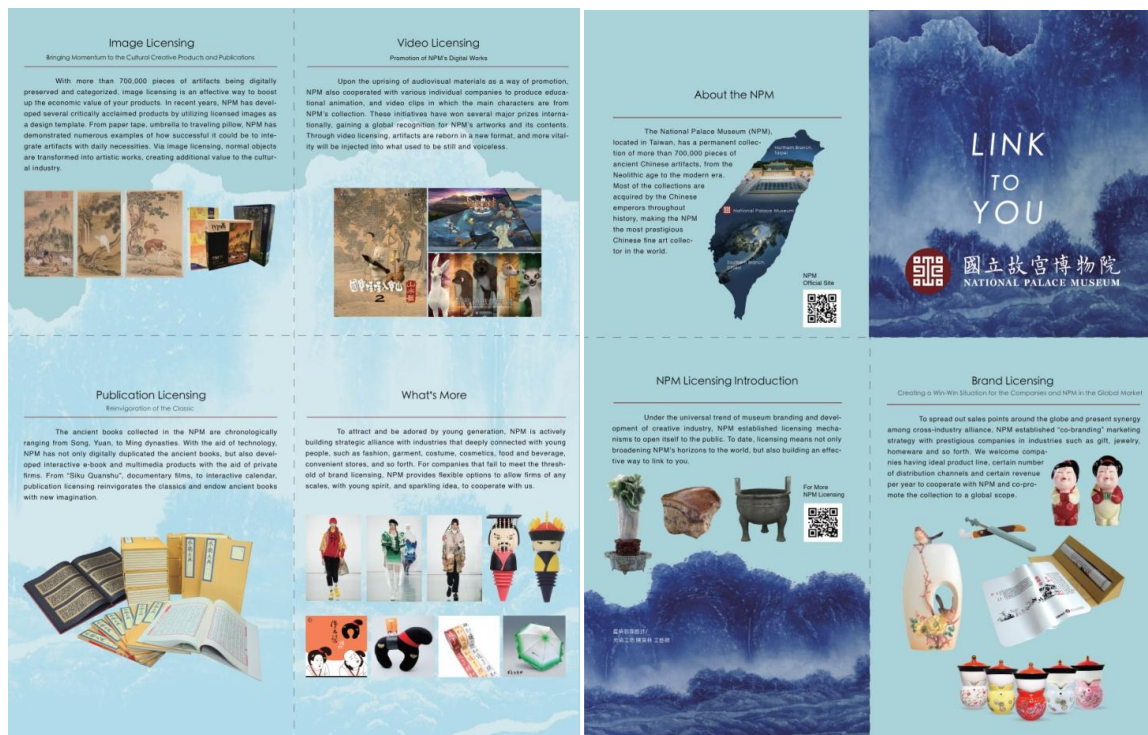 Image Licensing
Bringing Momentum to the Cultural Creative Products and Publications
With more than 700,000 pieces of artifacts being digitally
preserved and categorized, image licensing is an effective way to boost
up the economic value of your products. In recent years, NPM has devel-
oped several critically acclaimed products by utilizing licensed images as
a design template. From paper tape, umbrella to traveling pillow, NPM has
demonstrated numerous examples of how successful it could be to inte-
grate artifacts with daily necessities. Via image licensing, normal objects
are transformed into artistic works, creating additional value to the cultur-
al industry.
Video Licensing
Promotion of NPM's Digital Works
Upon the uprising of audiovisual materials as a way of promotion,
NPM also cooperated with various individual companies to produce educa-
tional animation, and video clips in which the main characters are from
NPM's collection. These initiatives have won several major prizes interna-
tionally, gaining a global recognition for NPM's artworks and its contents.
Through video licensing, artifacts are reborn in a new format, and more vital-
ity will be injected into what used to be still and voiceless.
2
Publication Licensing
Reinvigoration of the Classic
The ancient books collected in the NPM are chronologically
ranging from Song, Yuan, to Ming dynasties. With the aid of technology,
NPM has not only digitally duplicated the ancient books, but also devel-
oped interactive e-book and multimedia products with the aid of private
firms. From "Siku Quanshu", documentary films, to interactive calendar,
publication licensing reinvigorates the classics and endow ancient books
with new imagination.
What's More
To attract and be adored by young generation, NPM is actively
building strategic alliance with industries that deeply connected with young
people, such as fashion, garment, costume, cosmetics, food and beverage,
convenient stores, and so forth. For companies that fail to meet the thresh-
old of brand licensing, NPM provides flexible options to allow firms of any
scales, with young spirit, and sparkling idea, to cooperate with us.
About the NPM
The National Palace Museum (NPM),
located in Taiwan, has a permanent collec-
tion of more than 700,000 pieces of
ancient Chinese artifacts, from the
Neolithic age to the modern era.
Most of the collections are
acquired by the Chinese
emperors throughout
history, making the NPM
the most prestigious
Chinese fine art collec-
tor in the world.
Northern Branch,
Taipei
National Palace Museum
Southern Branch,
Chiayi
NPM
Official Site
LINK
TO
YOU
國立故宮博物院
NATIONAL PALACE MUSEUM
NPM Licensing Introduction
Under the universal trend of museum branding and devel-
opment of creative industry, NPM established licensing mecha-
nisms to open itself to the public. To date, licensing means not only
broadening NPM's horizons to the world, but also building an effec-
tive way to link to you.
For More
NPM Licensing
Brand Licensing
Creating a Win-Win Situation for the Companies and NPM in the Global Market
To spread out sales points around the globe and present synergy
among cross-industry alliance, NPM established "co-branding" marketing
strategy with prestigious companies in industries such as gift, jewelry,
homeware and so forth. We welcome compa-
nies having ideal product line, certain number
of distribution channels and certain revenue
per year to cooperate with NPM and co-pro-
mote the collection to a global scope.